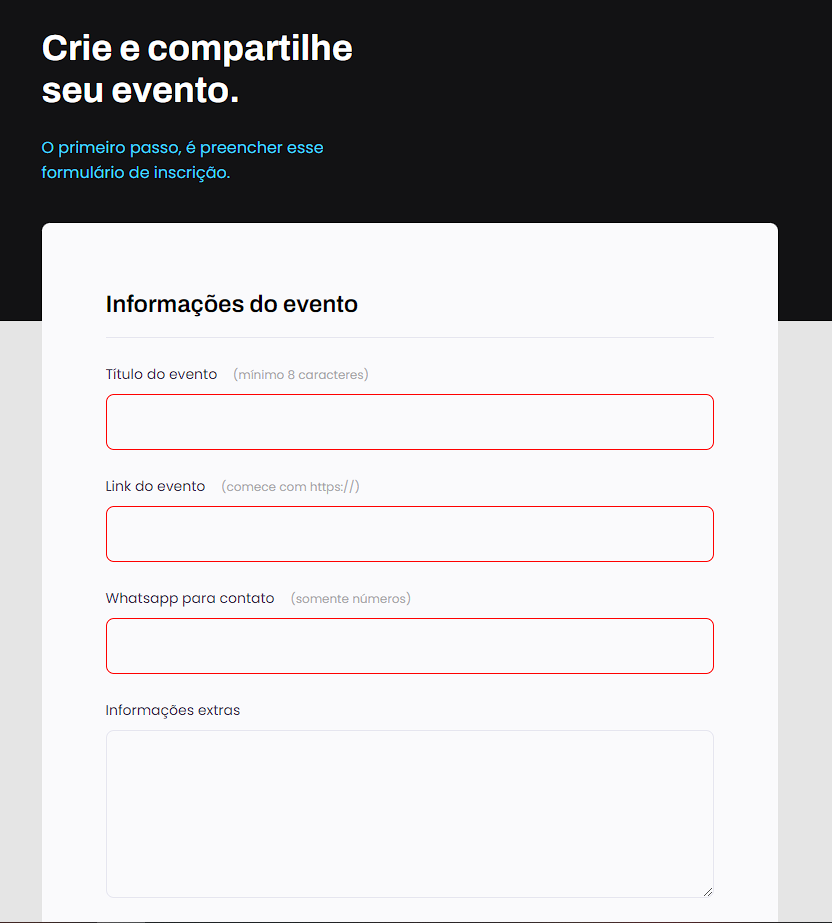 Crie e compartilhe
seu evento.
O primeiro passo, é preencher esse
formulário de inscrição.
Informações do evento
Título do evento (mínimo 8 caracteres)
Link do evento (comece com https://)
Whatsapp para contato (somente números)
Informações extras